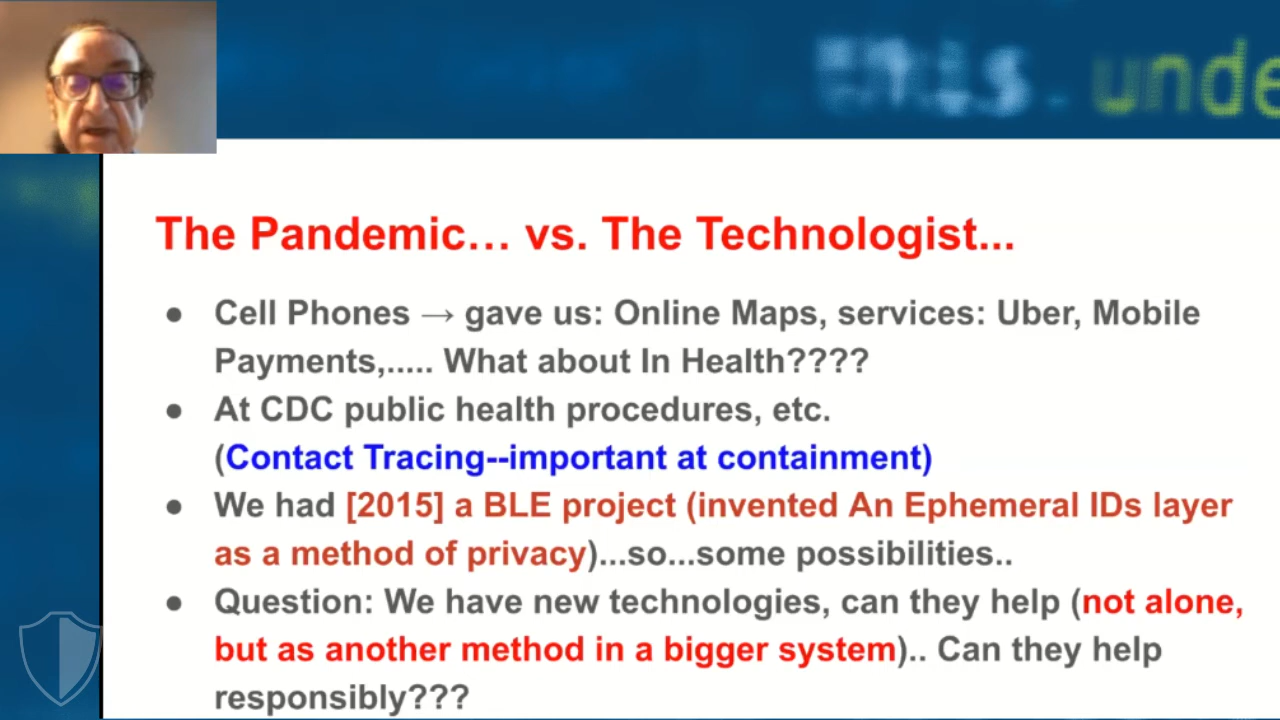 unde
The Pandemic… vs. The Technologist...
● Cell Phones → gave us: Online Maps, services: Uber, Mobile
Payments,..... What about In Health????
● At CDC public health procedures, etc.
(Contact Tracing--important at containment)
● We had [2015] a BLE project (invented An Ephemeral IDs layer
as a method of privacy)...so...some possibilities..
● Question: We have new technologies, can they help (not alone,
but as another method in a bigger system).. Can they help
responsibly???